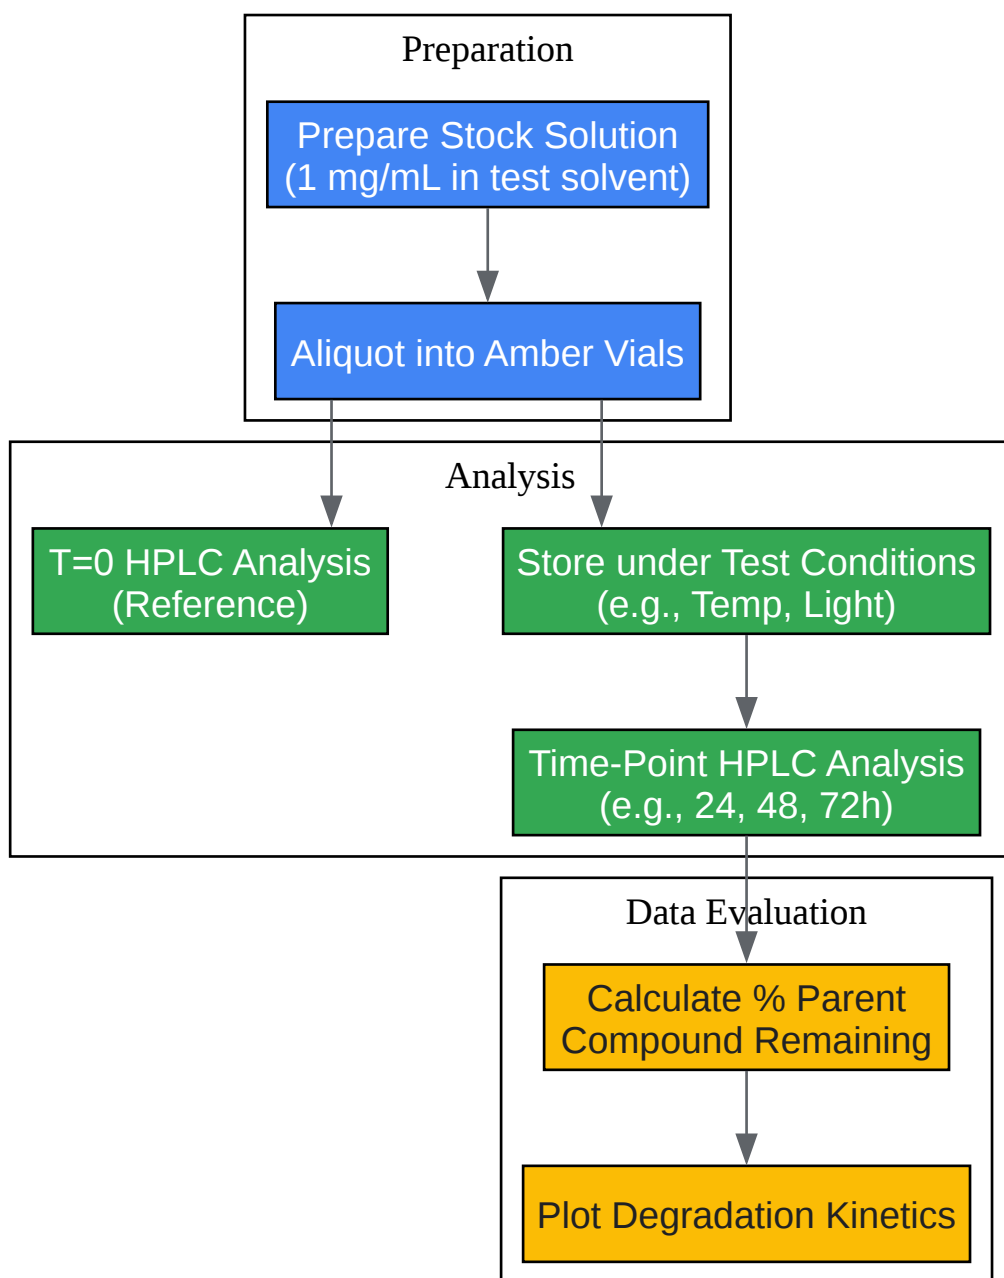 Preparation
Prepare Stock Solution
(1 mg/mL in test solvent)
Aliquot into Amber Vials
Analysis
T=0 HPLC Analysis
(Reference)
Store under Test Conditions
(e.g., Temp, Light)
Time-Point HPLC Analysis
(e.g., 24, 48, 72h)
Data Evaluation
Calculate % Parent
Compound Remaining
Plot Degradation Kinetics